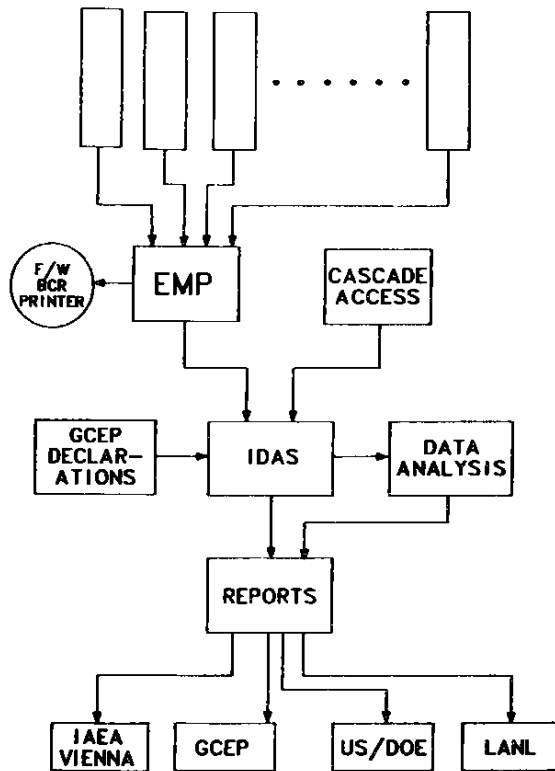 F/W
BCR
PRINTER
EMP
CASCADE
ACCESS
GCEP
DECLAR-
ATIONS
IDAS
DATA
ANALYSIS
REPORTS
IAEA
VIENNA
GCEP
US/DOE
LANL